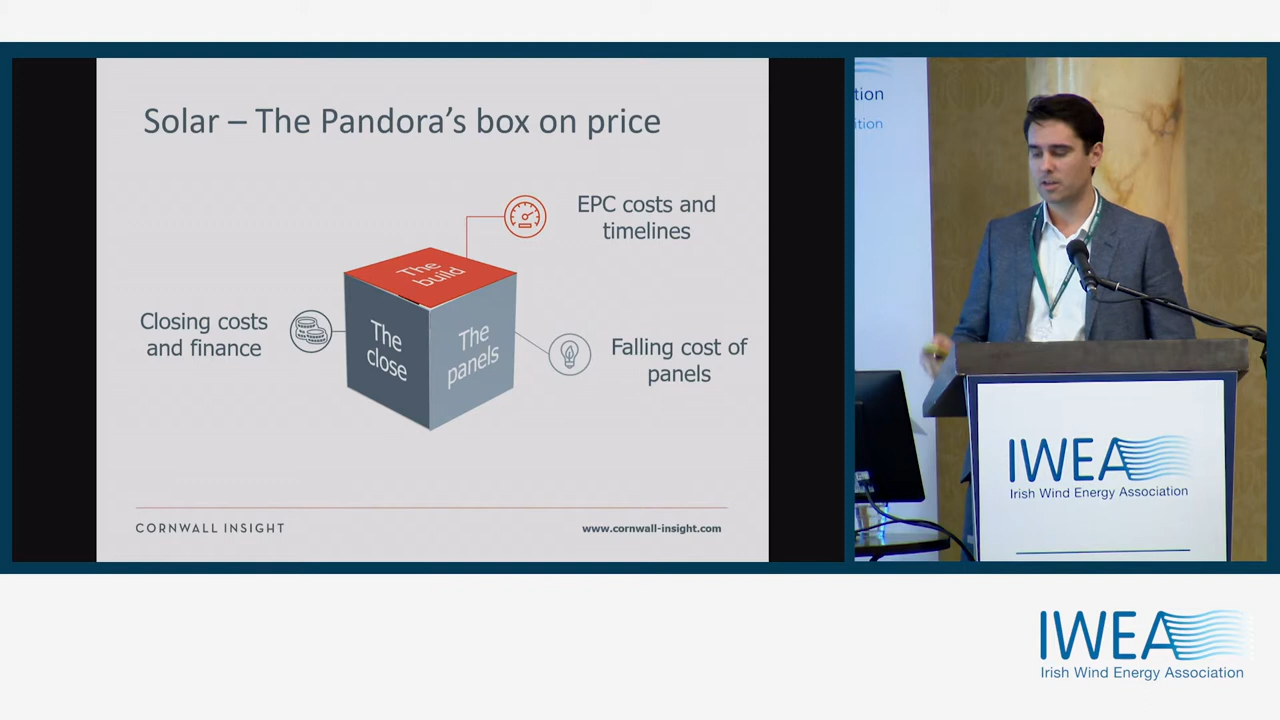 Solar – The Pandora's box on price
EPC costs and
timelines
The
build
Closing costs
and finance
The
close
The
panels
Falling cost of
panels
CORNWALL INSIGHT
www.cornwall-insight.com
tion
ition
IWEA
Irish Wind Energy Association
IWEA
Irish Wind Energy Association